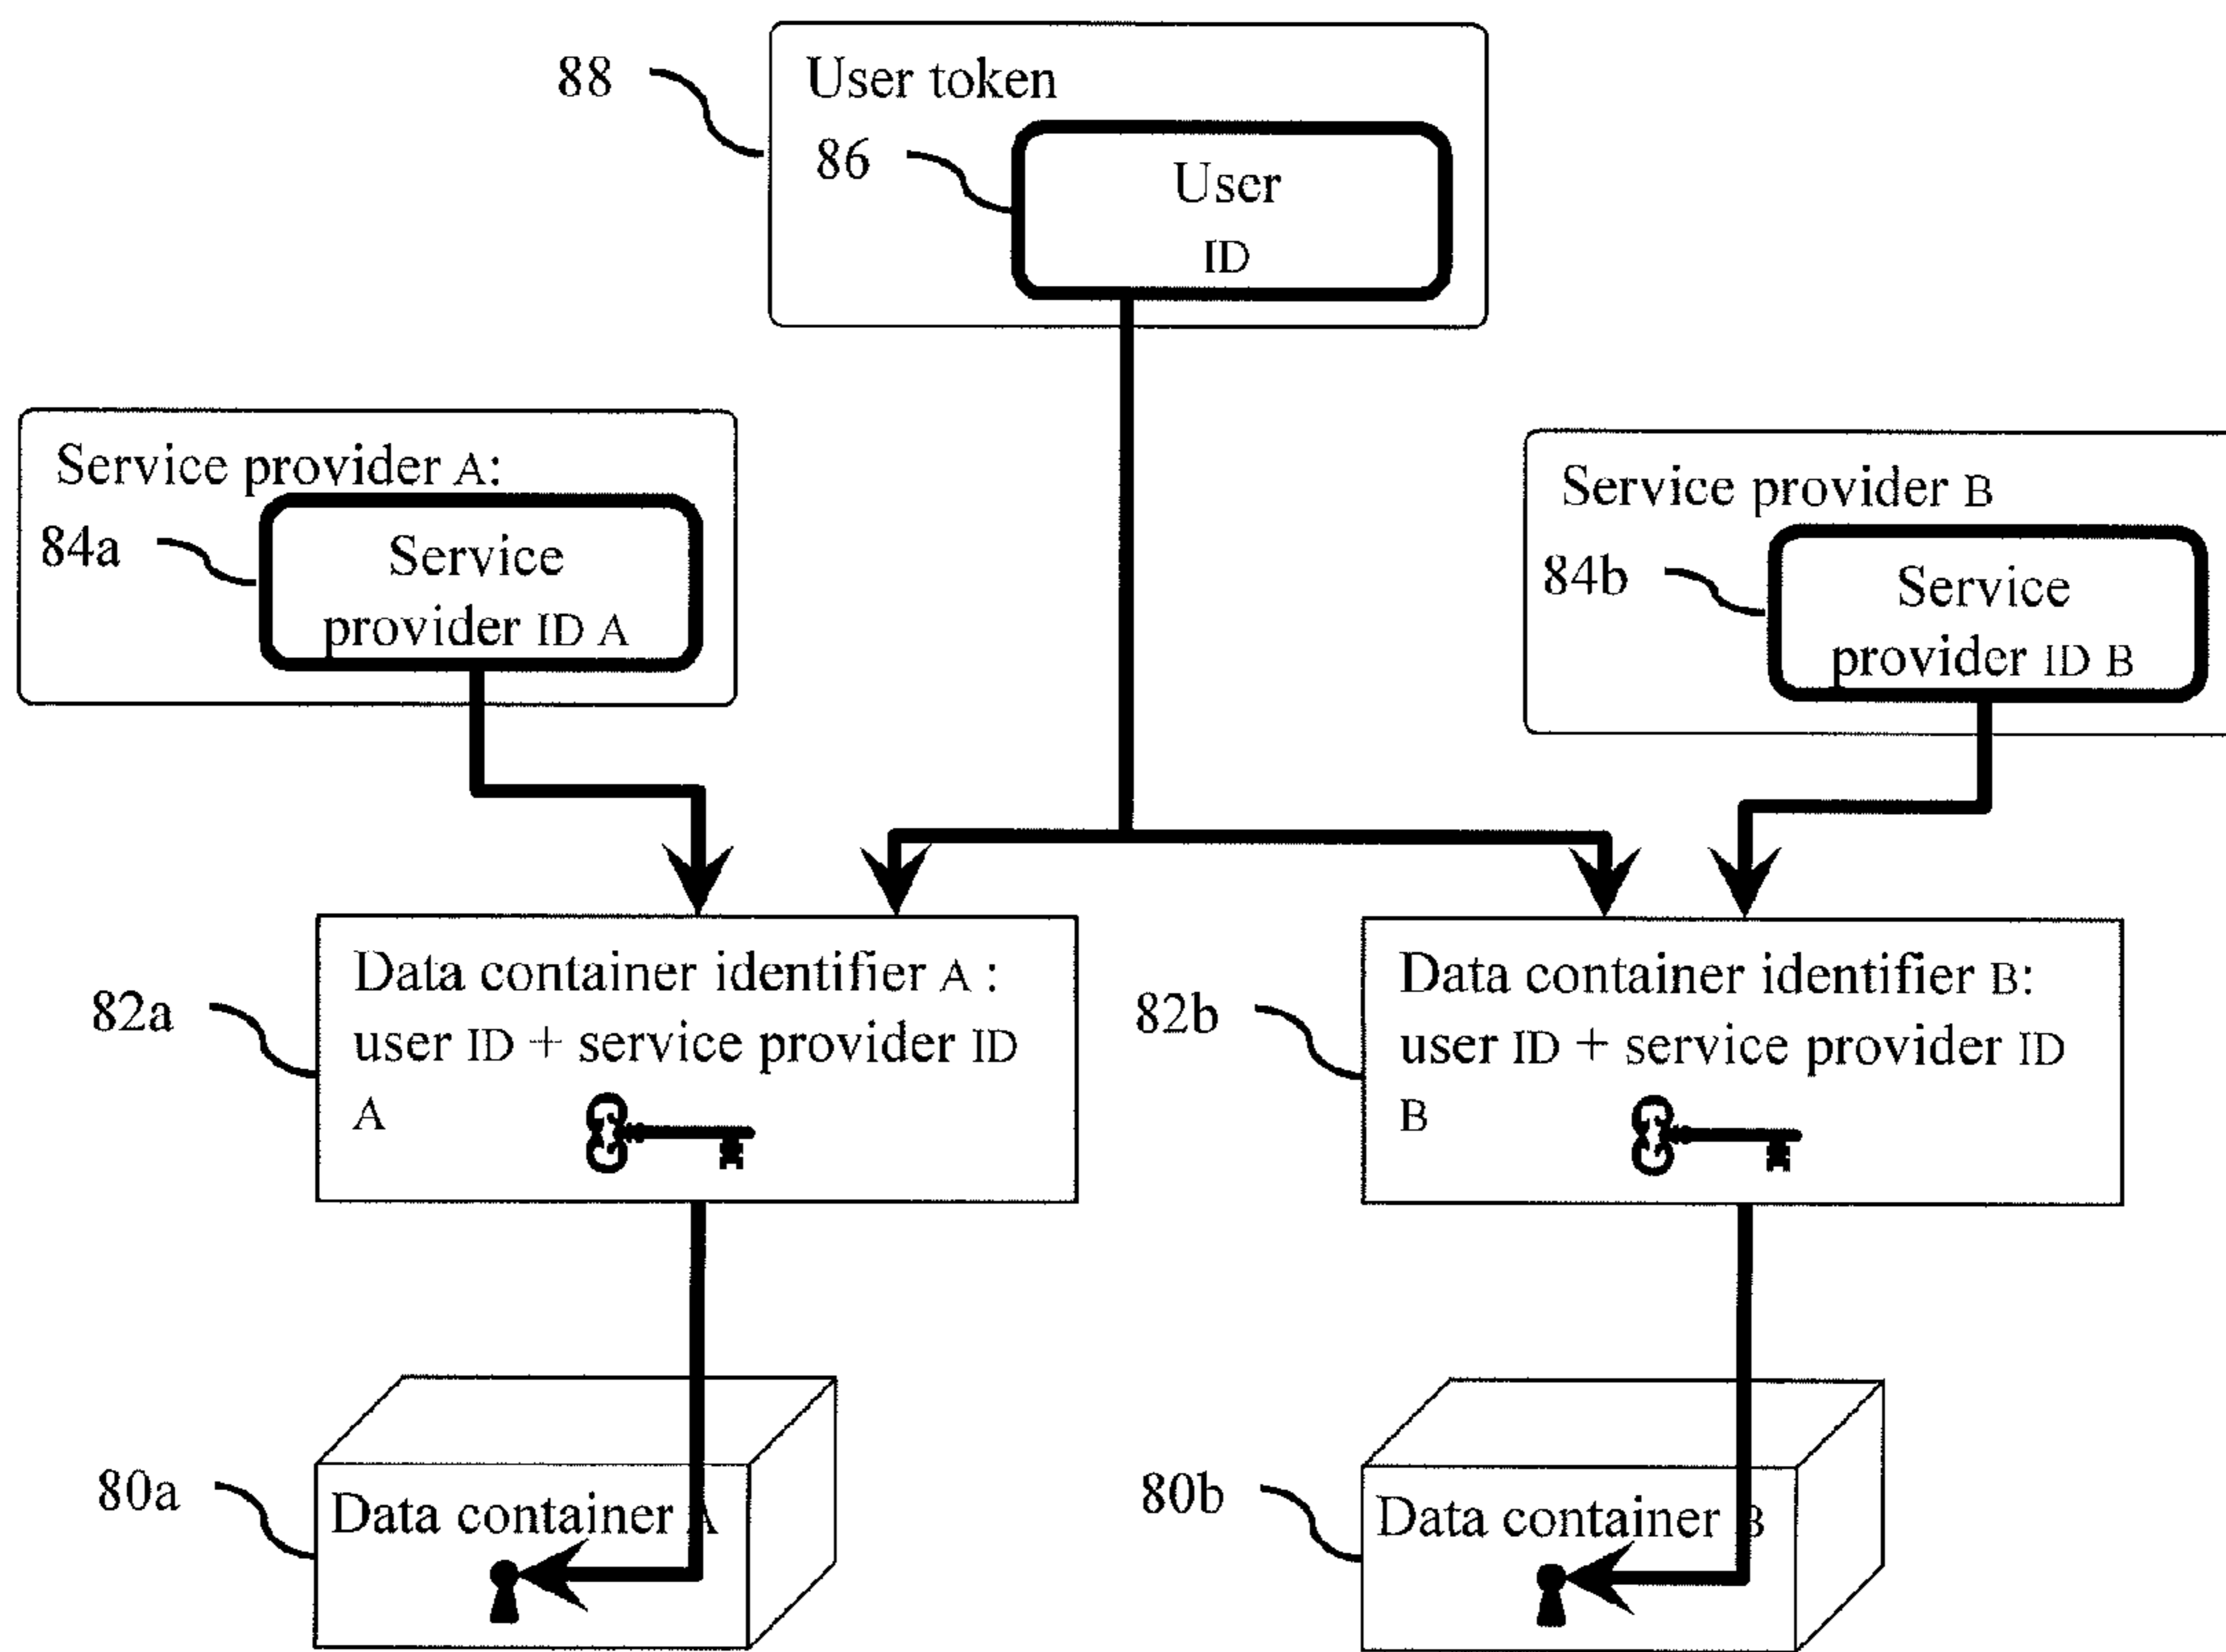 88
User token
86
User
ID
Service provider A:
84a
Service
provider ID A
Service provider B
84b
Service
provider ID B
Data container identifier A :
user ID + service provider ID
A
82a
Data container identifier B:
user ID + service provider ID
B
82b
80a
Data container A
80b
Data container B